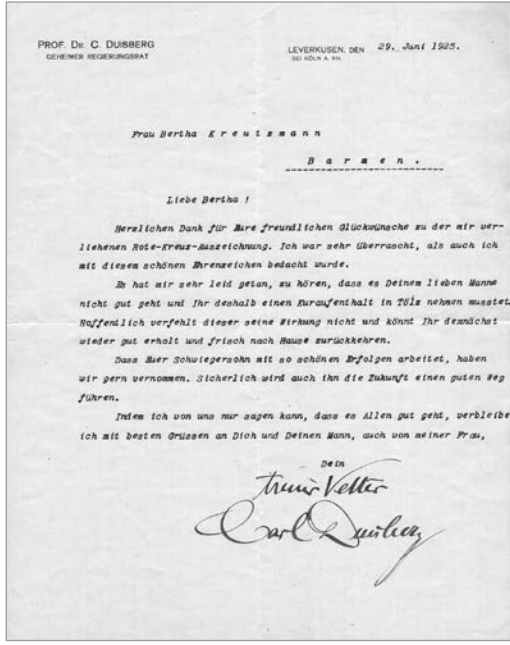 PROF. DR. C. DUISBERG
GEHEIMER REGIERUNGSRAT
LEVERKUSEN, DEN 29. Juni 1925.
BEI KÖLN A. RH.
Frau Bertha Kreutzmann
Barmen.
Liebe Bertha !
Herzlichen Dank für Eure freundlichen Glückwünsche zu der mir ver-
liehenen Rote-Kreuz-Auszeichnung. Ich war sehr überrascht, als auch ich
mit diesem schönen Ehrenzeichen bedacht wurde.
Es hat mir sehr leid getan, zu hören, dass es Deinem lieben Manne
nicht gut geht und Ihr deshalb einen Kuraufenthalt in Tölz nehmen musstet.
Hoffentlich verfehlt dieser seine Wirkung nicht und könnt Ihr demnächst
wieder gut erholt und frisch nach Hause zurückkehren.
Dass Euer Schwiegersohn mit so schönen Erfolgen arbeitet, haben
wir gern vernommen. Sicherlich wird auch ihn die Zukunft einen guten Weg
führen.
Indem ich von uns nur sagen kann, dass es Allen gut geht, verbleibe
ich mit besten Grüssen an Dich und Deinen Mann, auch von meiner Frau,
Dein
treuer Vetter
Carl Duisberg